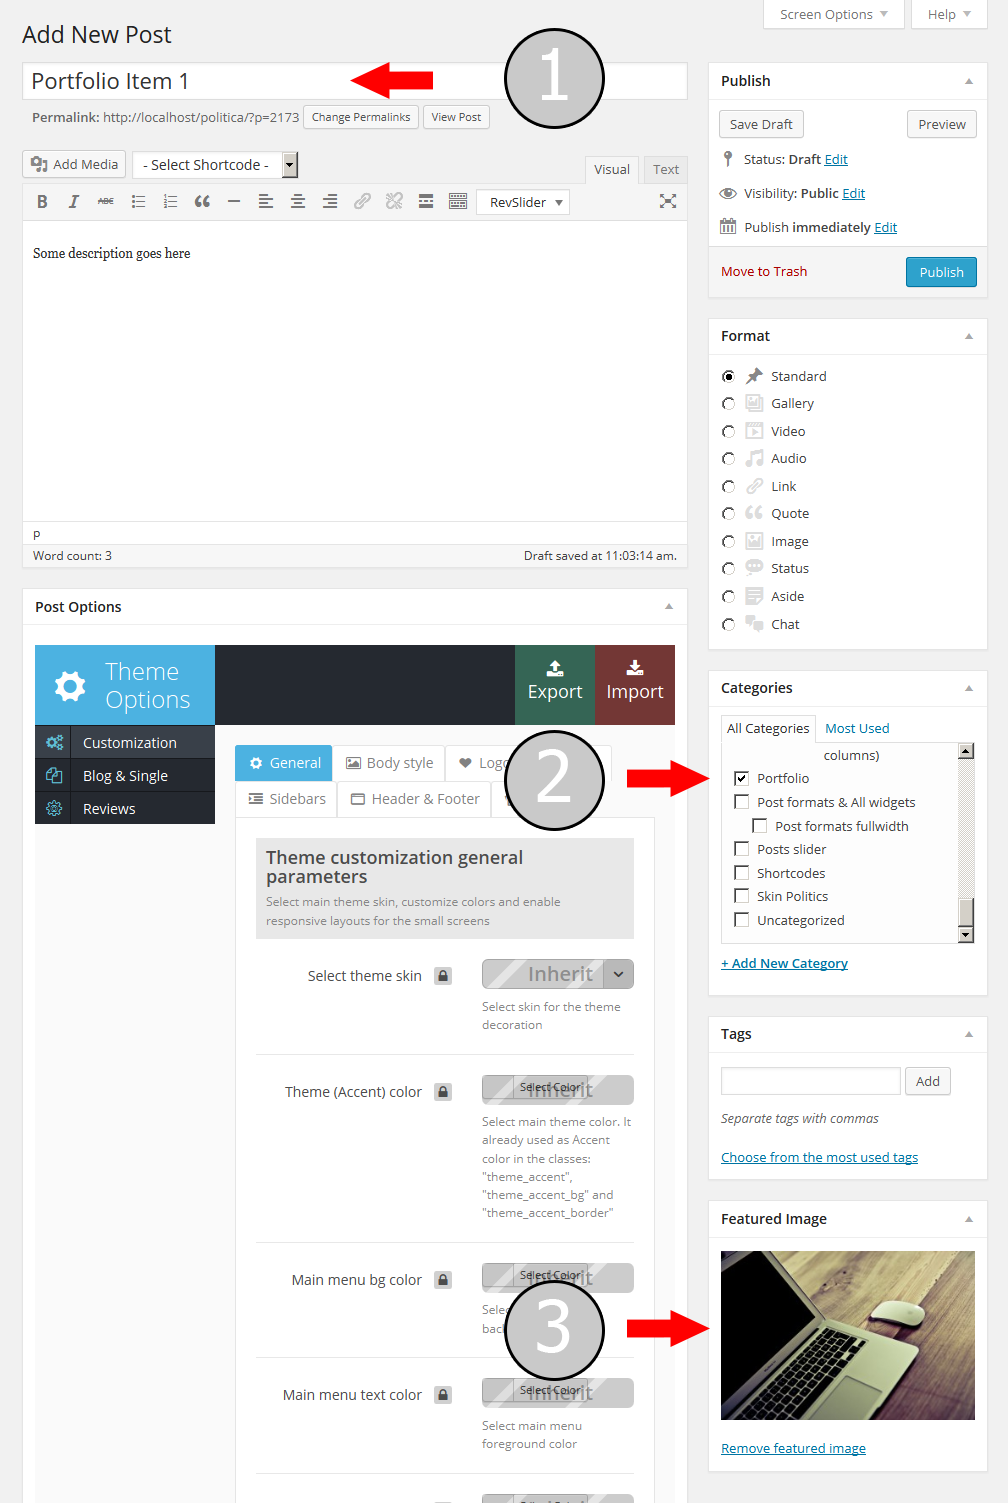 Screen Options
Help
Add New Post
Portfolio Item 1
1
Permalink: http://localhost/politica/?p=2173
Change Permalinks
View Post
Add Media
- Select Shortcode -
Visual
Text
B I ABC
RevSlider
Some description goes here
p
Word count: 3
Draft saved at 11:03:14 am.
Post Options
Theme
Options
Export
Import
Customization
Blog & Single
Reviews
General
Body style
Logo
2
Sidebars
Header & Footer
Theme customization general
parameters
Select main theme skin, customize colors and enable
responsive layouts for the small screens
Select theme skin
Inherit
Select skin for the theme
decoration
Theme (Accent) color
Select Color
Inherit
Select main theme color. It
already used as Accent
color in the classes:
"theme_accent",
"theme_accent_bg" and
"theme_accent_border"
Main menu bg color
Select Color
Inherit
3
Main menu text color
Select Color
Inherit
Select main menu
foreground color
Publish
Save Draft
Preview
Status: Draft Edit
Visibility: Public Edit
Publish immediately Edit
Move to Trash
Publish
Format
Standard
Gallery
Video
Audio
Link
Quote
Image
Status
Aside
Chat
Categories
All Categories
Most Used
columns)
Portfolio
Post formats & All widgets
Post formats fullwidth
Posts slider
Shortcodes
Skin Politics
Uncategorized
+ Add New Category
Tags
Add
Separate tags with commas
Choose from the most used tags
Featured Image
Remove featured image